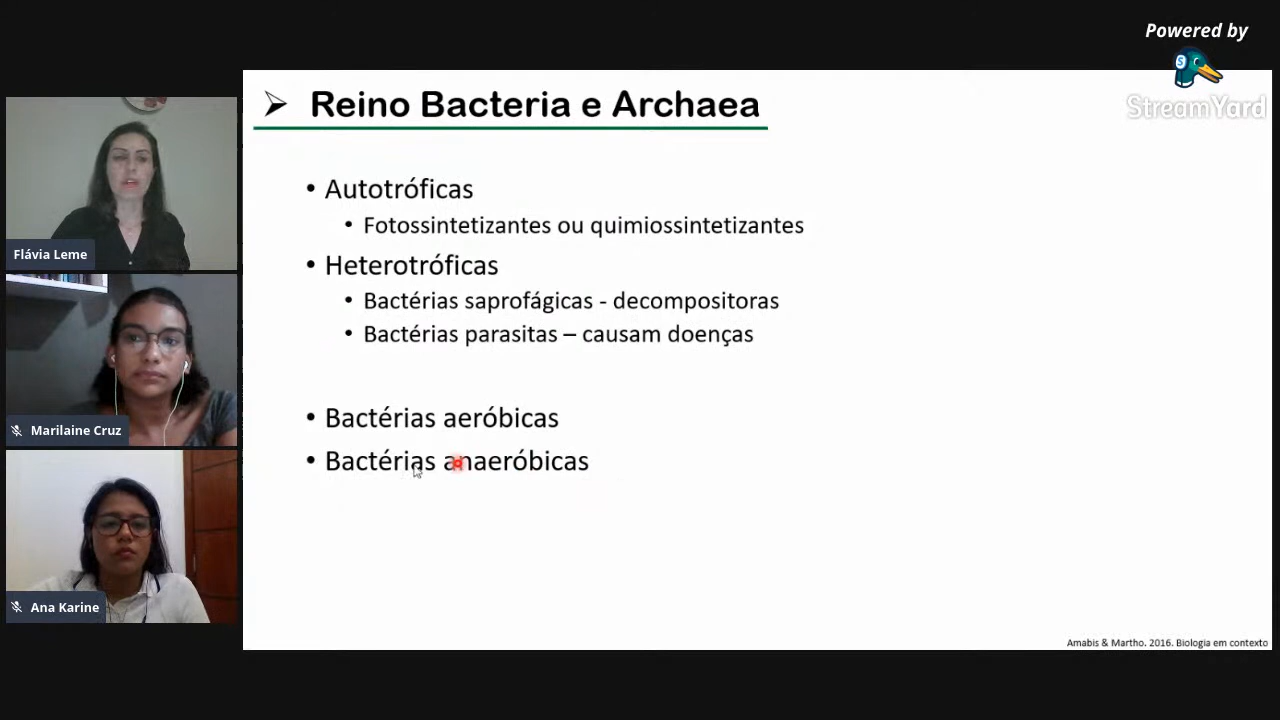 Powered by
StreamYard
Reino Bacteria e Archaea
• Autotróficas
• Fotossintetizantes ou quimiossintetizantes
• Heterotróficas
• Bactérias saprofágicas - decompositoras
• Bactérias parasitas – causam doenças
• Bactérias aeróbicas
• Bactérias anaeróbicas
Amabis & Martho. 2016. Biologia em contexto
Flávia Leme
Marilaine Cruz
Ana Karine